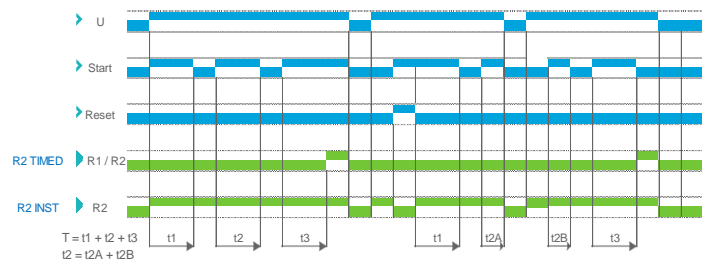 U
Start
Reset
R2 TIMED R1 / R2
R2 INST R2
T = t1 + t2 + t3 t1 t2 t3 t1 t2A t2B t3
t2 = t2A + t2B